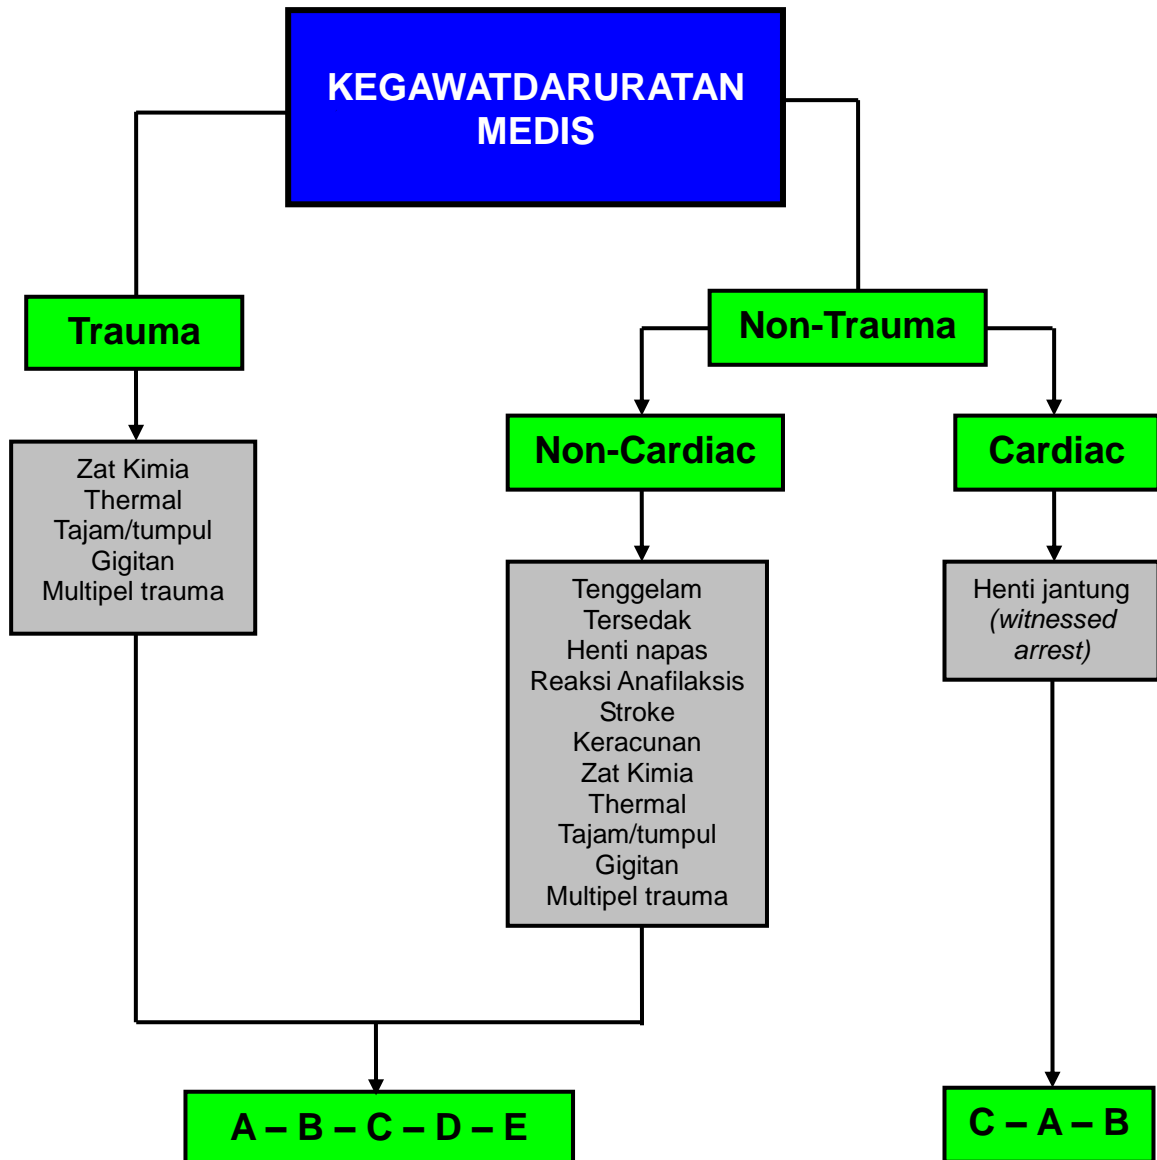 KEGAWATDARURATAN
MEDIS
Trauma
Non-Trauma
Non-Cardiac
Cardiac
Zat Kimia
Thermal
Tajam/tumpul
Gigitan
Multipel trauma
Tenggelam
Tersedak
Henti napas
Reaksi Anafilaksis
Stroke
Keracunan
Zat Kimia
Thermal
Tajam/tumpul
Gigitan
Multipel trauma
Henti jantung
(witnessed
arrest)
A – B – C – D – E
C – A – B